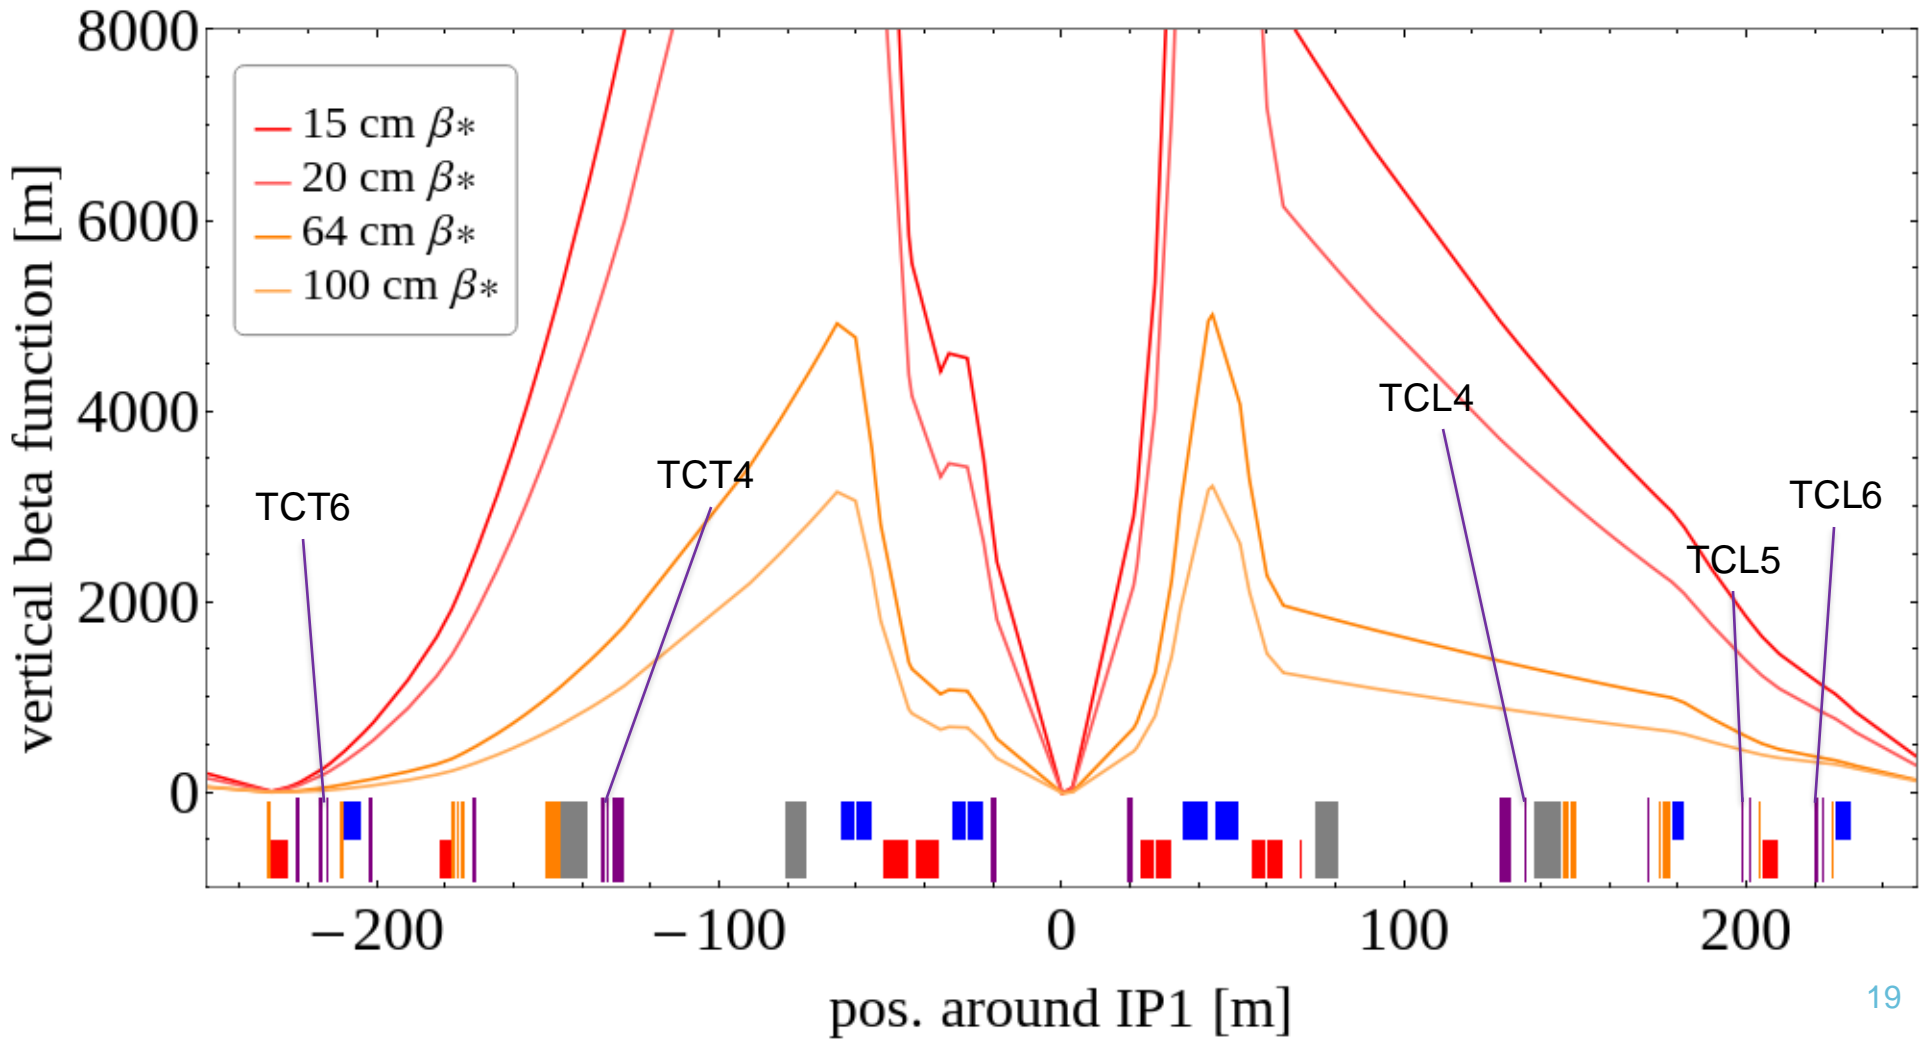 8000
6000
4000
2000
0
vertical beta function [m]
15 cm β*
20 cm β*
64 cm β*
100 cm β*
TCT6
TCT4
TCL4
TCL5
TCL6
−200
−100
0
100
200
pos. around IP1 [m]
19